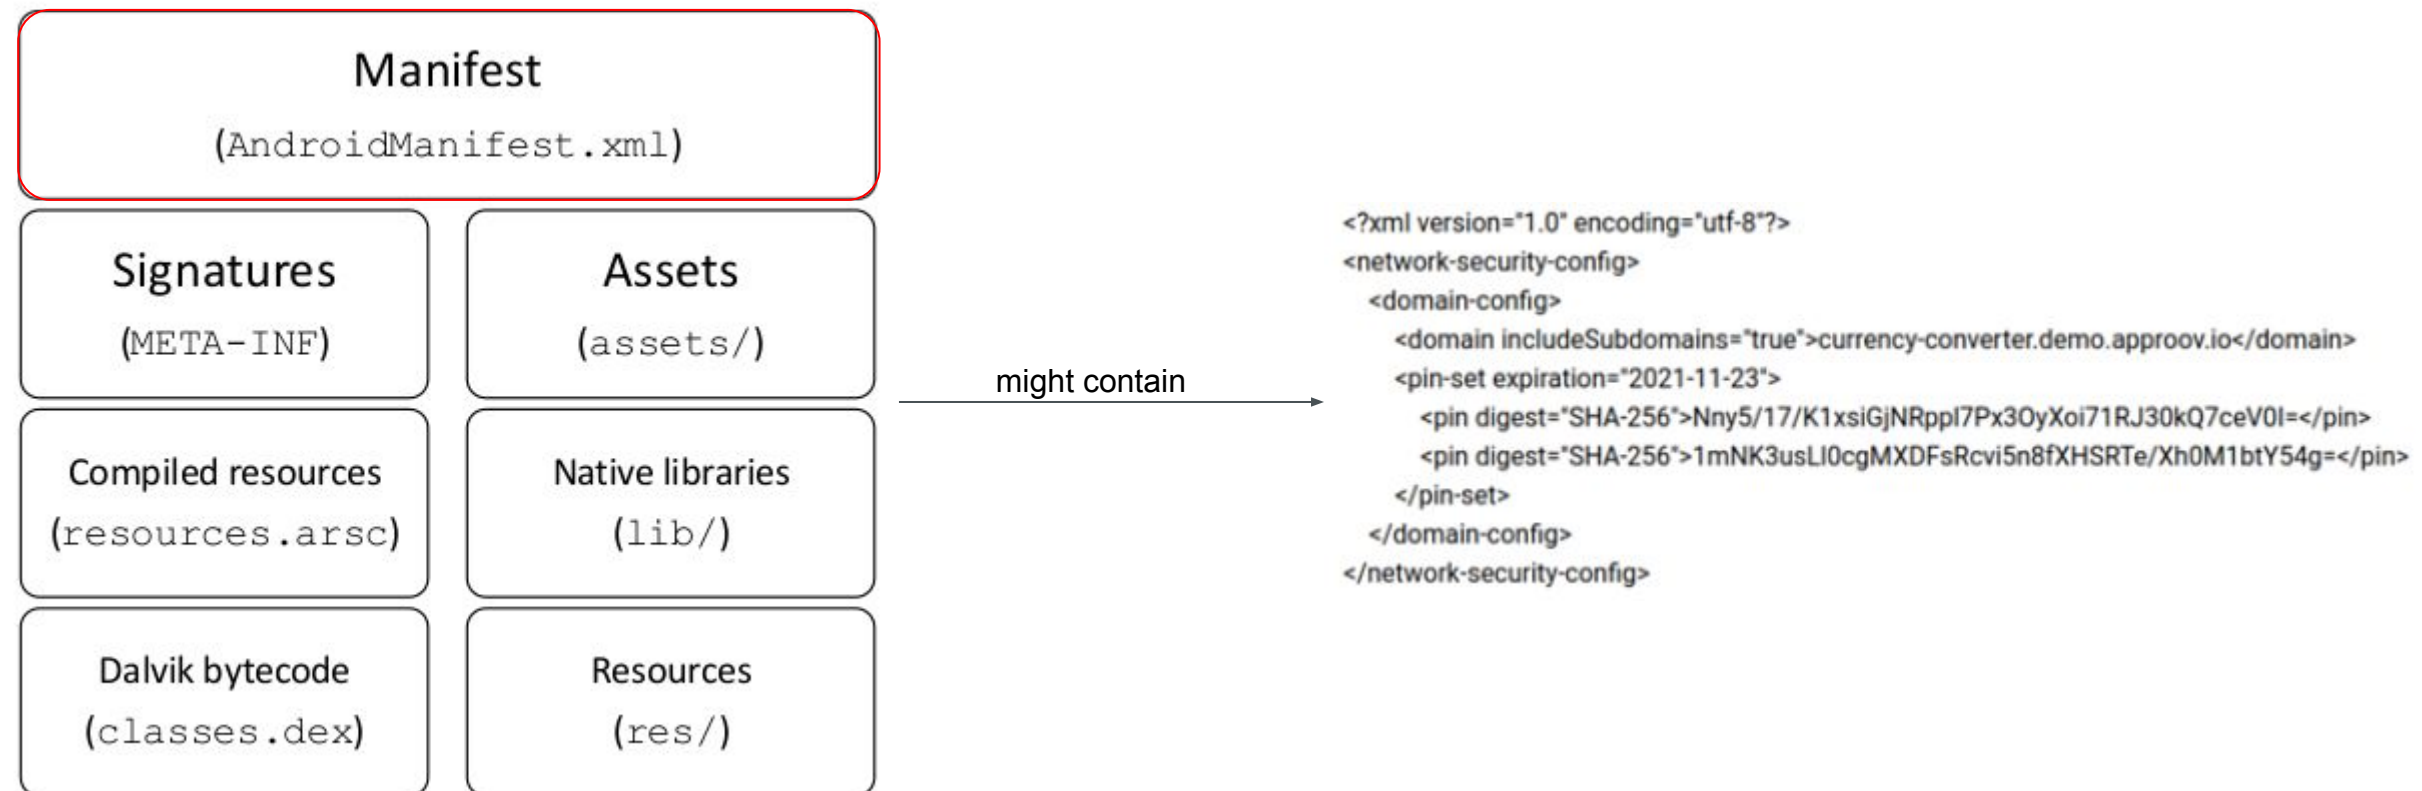 Manifest
(AndroidManifest.xml)
Signatures
(META-INF)
Assets
(assets/)
Compiled resources
(resources.arsc)
Native libraries
(lib/)
Dalvik bytecode
(classes.dex)
Resources
(res/)
might contain
<?xml version="1.0" encoding="utf-8"?>
<network-security-config>
<domain-config>
<domain includeSubdomains="true">currency-converter.demo.approov.io</domain>
<pin-set expiration="2021-11-23">
<pin digest="SHA-256">Nny5/17/K1xsiGjNRppI7Px3OyXoi71RJ30kQ7ceV0I=</pin>
<pin digest="SHA-256">1mNK3usLI0cgMXDFsRcvi5n8fXHSRTe/Xh0M1btY54g=</pin>
</pin-set>
</domain-config>
</network-security-config>